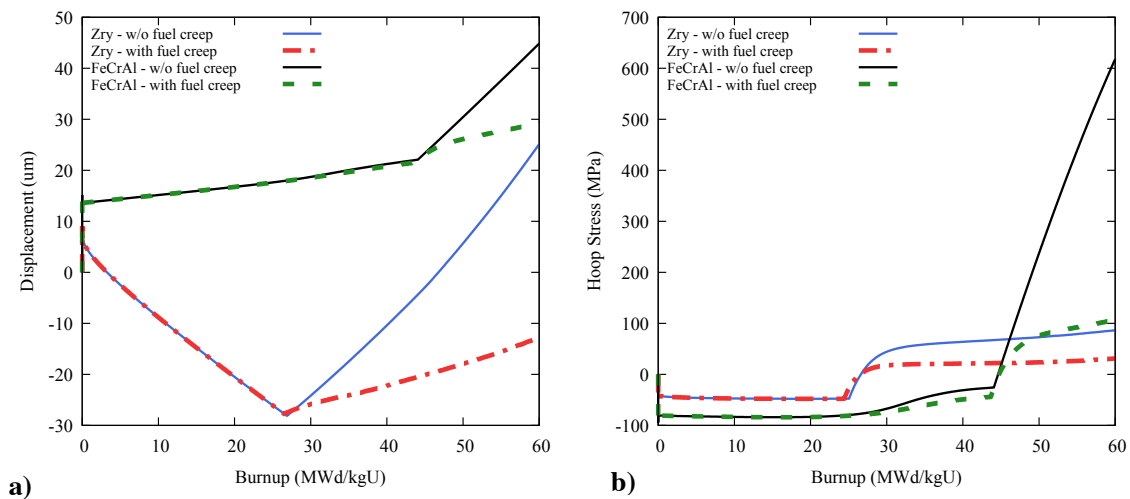 50
40
30
20
10
0
-10
-20
-30
Displacement (um)
Zry - w/o fuel creep
Zry - with fuel creep
FeCrAl - w/o fuel creep
FeCrAl - with fuel creep
0 10 20 30 40 50 60
Burnup (MWd/kgU)
a)
700
600
500
400
300
200
100
0
-100
Hoop Stress (MPa)
Zry - w/o fuel creep
Zry - with fuel creep
FeCrAl - w/o fuel creep
FeCrAl - with fuel creep
0 10 20 30 40 50 60
Burnup (MWd/kgU)
b)